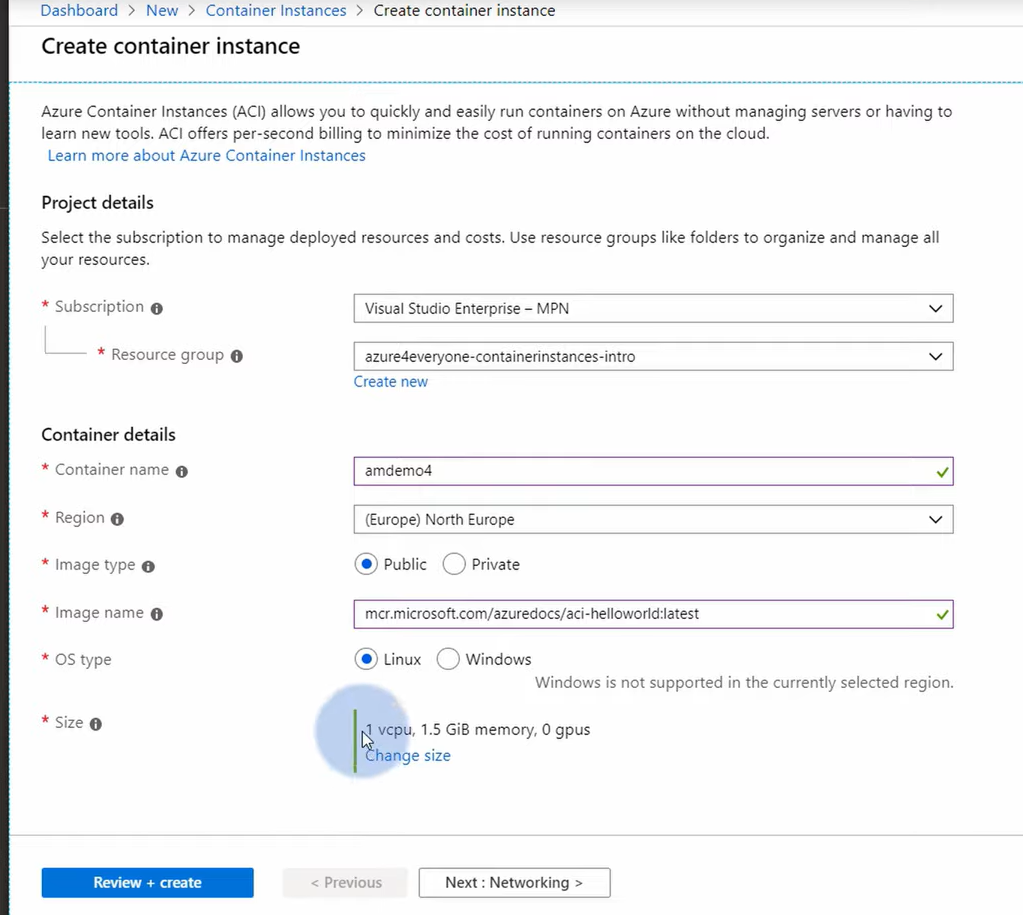 Dashboard > New > Container Instances > Create container instance
Create container instance
Azure Container Instances (ACI) allows you to quickly and easily run containers on Azure without managing servers or having to
learn new tools. ACI offers per-second billing to minimize the cost of running containers on the cloud.
Learn more about Azure Container Instances
Project details
Select the subscription to manage deployed resources and costs. Use resource groups like folders to organize and manage all
your resources.
* Subscription
Visual Studio Enterprise – MPN
* Resource group
azure4everyone-containerinstances-intro
Create new
Container details
* Container name
amdemo4
* Region
(Europe) North Europe
* Image type
Public Private
* Image name
mcr.microsoft.com/azuredocs/aci-helloworld:latest
* OS type
Linux Windows
Windows is not supported in the currently selected region.
* Size
1 vcpu, 1.5 GiB memory, 0 gpus
Change size
Review + create < Previous Next : Networking >